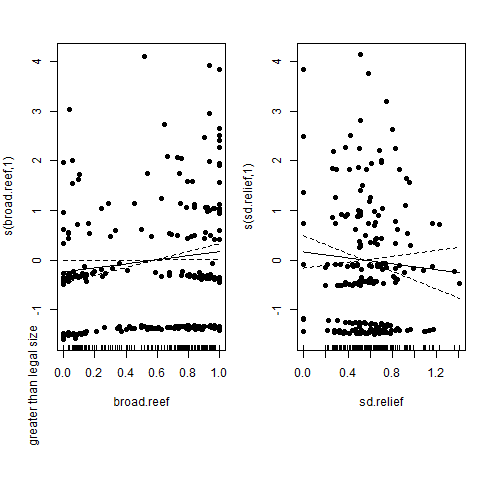 s(broad.reef,1)
greater than legal size
-1 0 1 2 3 4
0.0 0.2 0.4 0.6 0.8 1.0
broad.reef
s(sd.relief,1)
-1 0 1 2 3 4
0.0 0.4 0.8 1.2
sd.relief